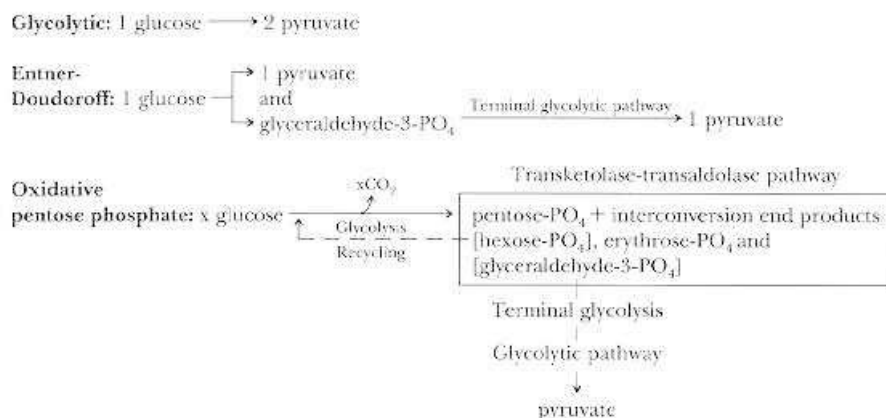 Glycolytic: 1 glucose → 2 pyruvate
Entner-
Doudoroff: 1 glucose
1 pyruvate
and
glyceraldehyde-3-PO₄
Terminal glycolytic pathway
1 pyruvate
Oxidative
pentose phosphate: x glucose
xCO₂
Glycolysis
Recycling
Transketolase-transaldolase pathway
pentose-PO₄ + interconversion end products
[hexose-PO₄], erythrose-PO₄ and
[glyceraldehyde-3-PO₄]
Terminal glycolysis
Glycolytic pathway
pyruvate